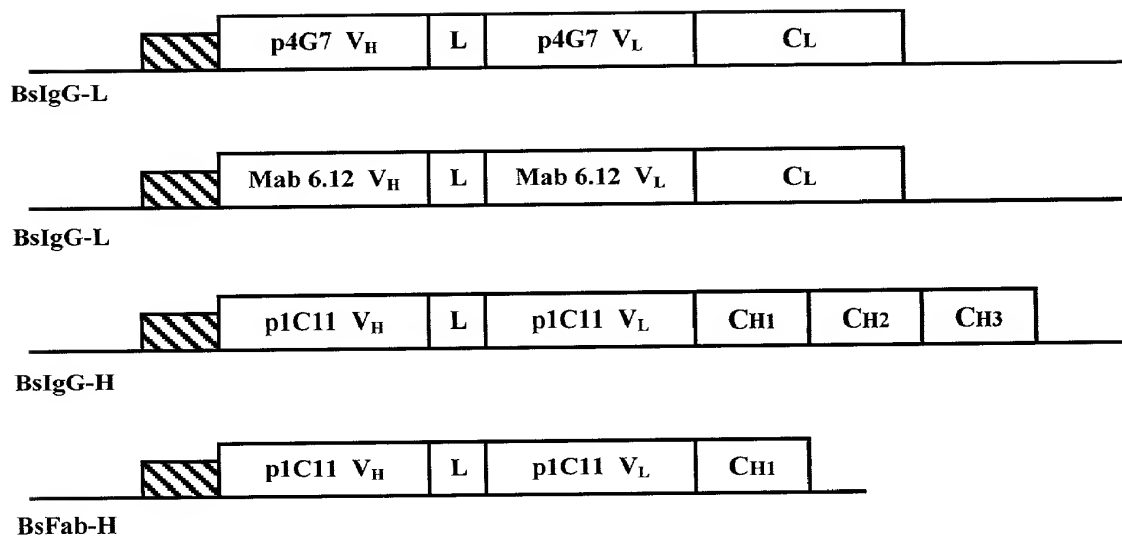 p4G7 VH L p4G7 VL CL
BsIgG-L
Mab 6.12 VH L Mab 6.12 VL CL
BsIgG-L
p1C11 VH L p1C11 VL CH1 CH2 CH3
BsIgG-H
p1C11 VH L p1C11 VL CH1
BsFab-H